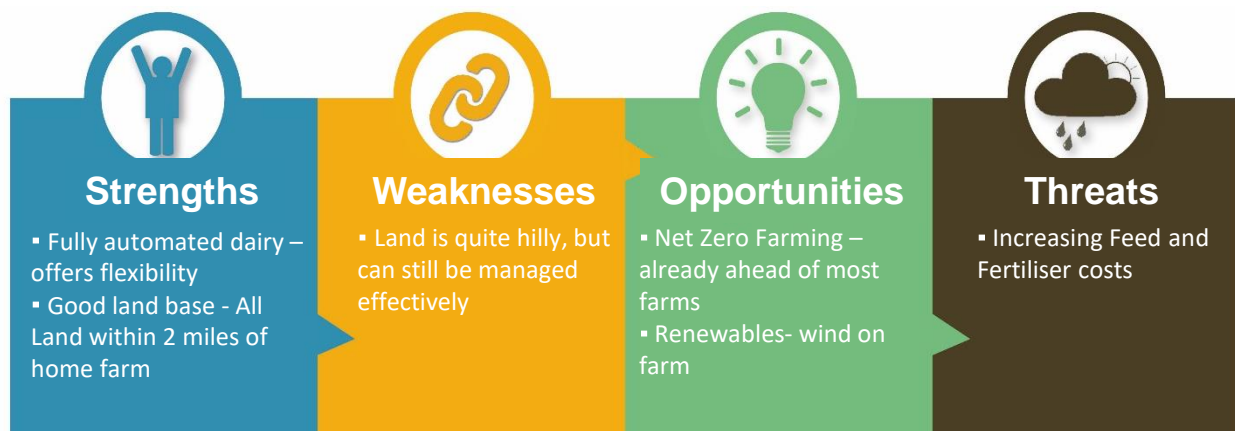 Strengths
▪ Fully automated dairy –
offers flexibility
▪ Good land base - All
Land within 2 miles of
home farm
Weaknesses
▪ Land is quite hilly, but
can still be managed
effectively
Opportunities
▪ Net Zero Farming –
already ahead of most
farms
▪ Renewables- wind on
farm
Threats
▪ Increasing Feed and
Fertiliser costs